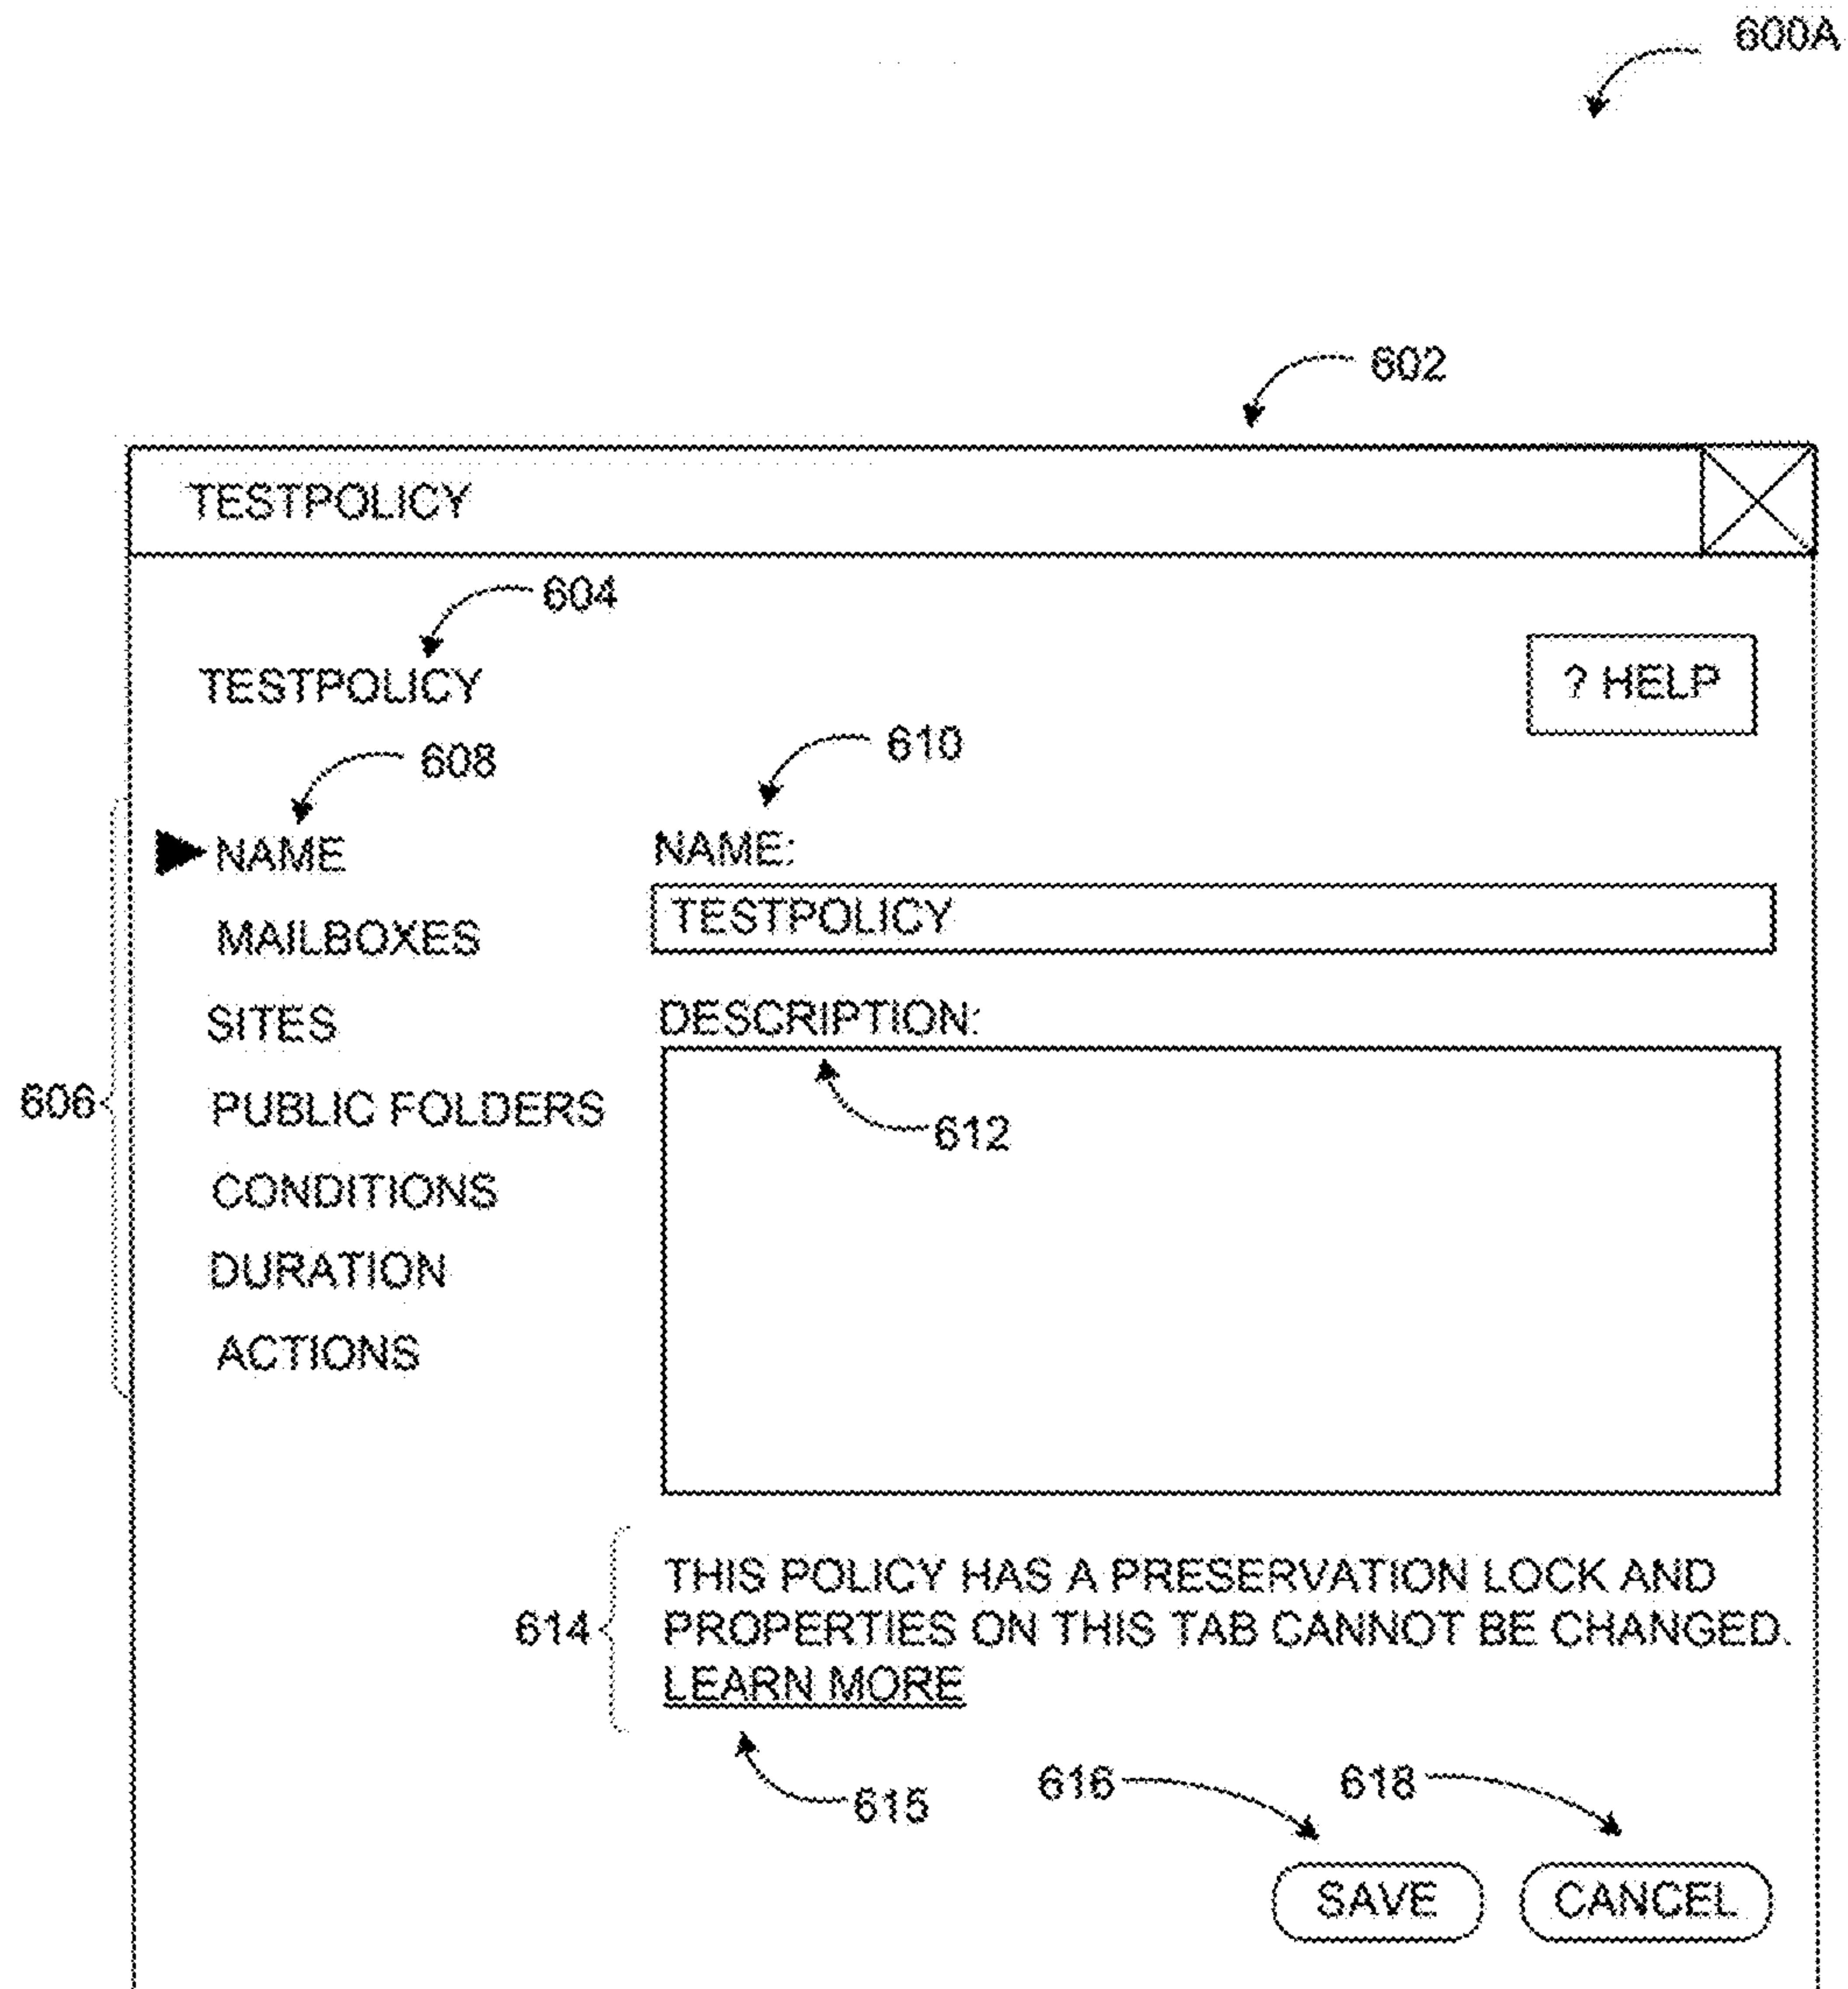 600A
602
TESTPOLICY
604
TESTPOLICY
? HELP
608
610
NAME
NAME:
MAILBOXES
TESTPOLICY
SITES
DESCRIPTION:
606
PUBLIC FOLDERS
612
CONDITIONS
DURATION
ACTIONS
614
THIS POLICY HAS A PRESERVATION LOCK AND
PROPERTIES ON THIS TAB CANNOT BE CHANGED.
LEARN MORE
615
616
618
SAVE
CANCEL